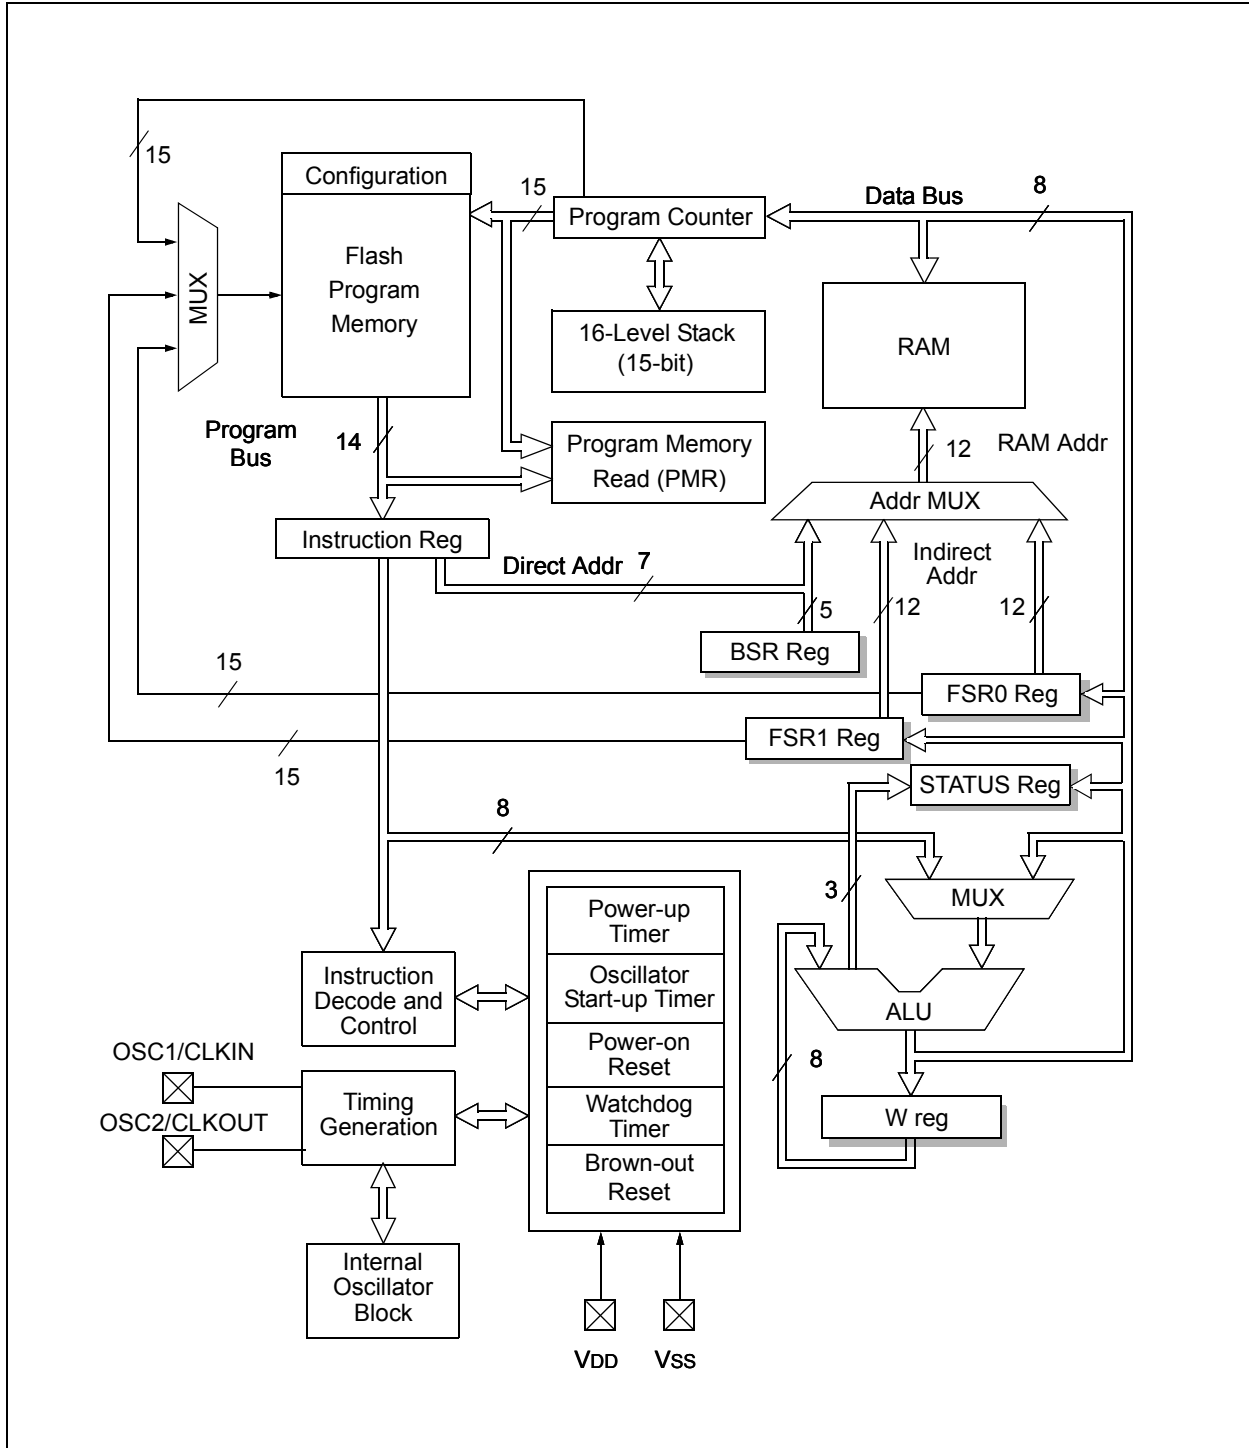 15
Configuration
15
Program Counter
Data Bus
8
MUX
Flash
Program
Memory
16-Level Stack
(15-bit)
RAM
Program
Bus
14
Program Memory
Read (PMR)
12
RAM Addr
Addr MUX
Instruction Reg
Direct Addr
7
Indirect
Addr
5
12
12
BSR Reg
15
FSR0 Reg
FSR1 Reg
15
STATUS Reg
8
3
MUX
Power-up
Timer
Instruction
Decode and
Control
Oscillator
Start-up Timer
ALU
OSC1/CLKIN
Power-on
Reset
8
OSC2/CLKOUT
Timing
Generation
Watchdog
Timer
W reg
Brown-out
Reset
Internal
Oscillator
Block
VDD
VSS